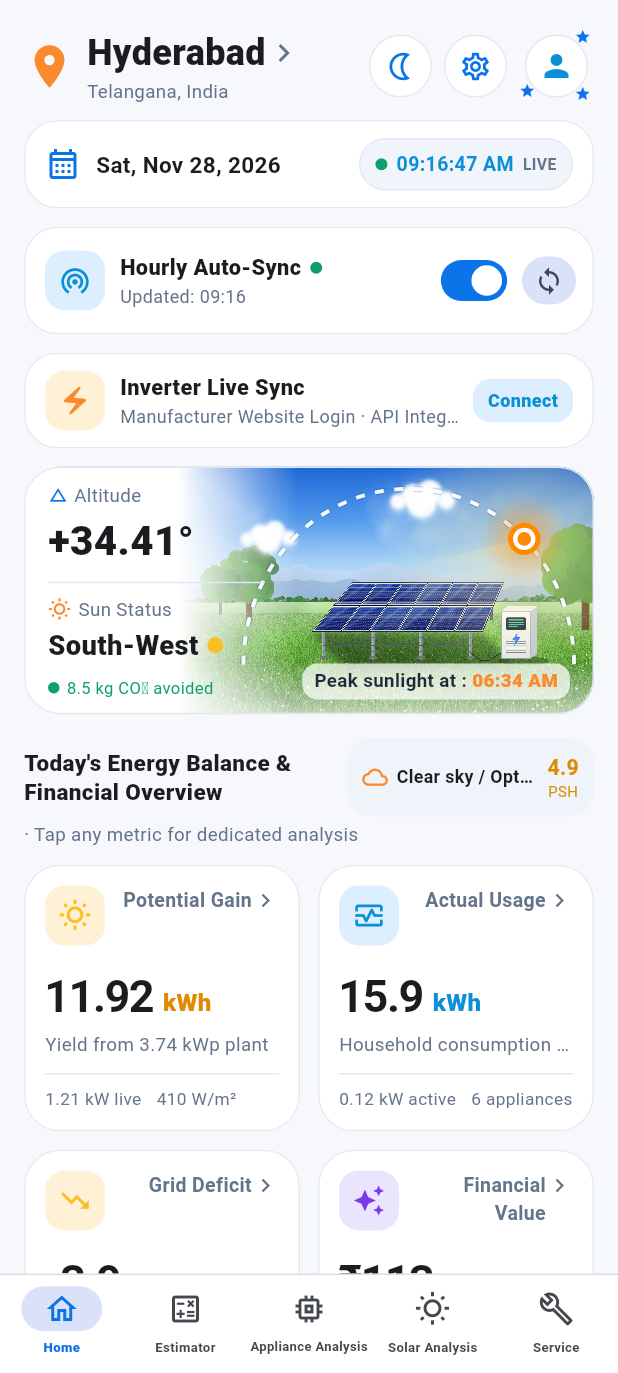 Hyderabad
Telangana, India
Sat, Nov 28, 2026
09:16:47 AM LIVE
Hourly Auto-Sync
Updated: 09:16
Inverter Live Sync
Manufacturer Website Login · API Integ...
Connect
Altitude
+34.41°
Sun Status
South-West
8.5 kg CO▯ avoided
Peak sunlight at : 06:34 AM
Today's Energy Balance &
Financial Overview
Clear sky / Opt...
4.9
PSH
· Tap any metric for dedicated analysis
Potential Gain
11.92 kWh
Yield from 3.74 kWp plant
1.21 kW live 410 W/m²
Actual Usage
15.9 kWh
Household consumption ...
0.12 kW active 6 appliances
Grid Deficit
Financial
Value
Home
Estimator
Appliance Analysis
Solar Analysis
Service